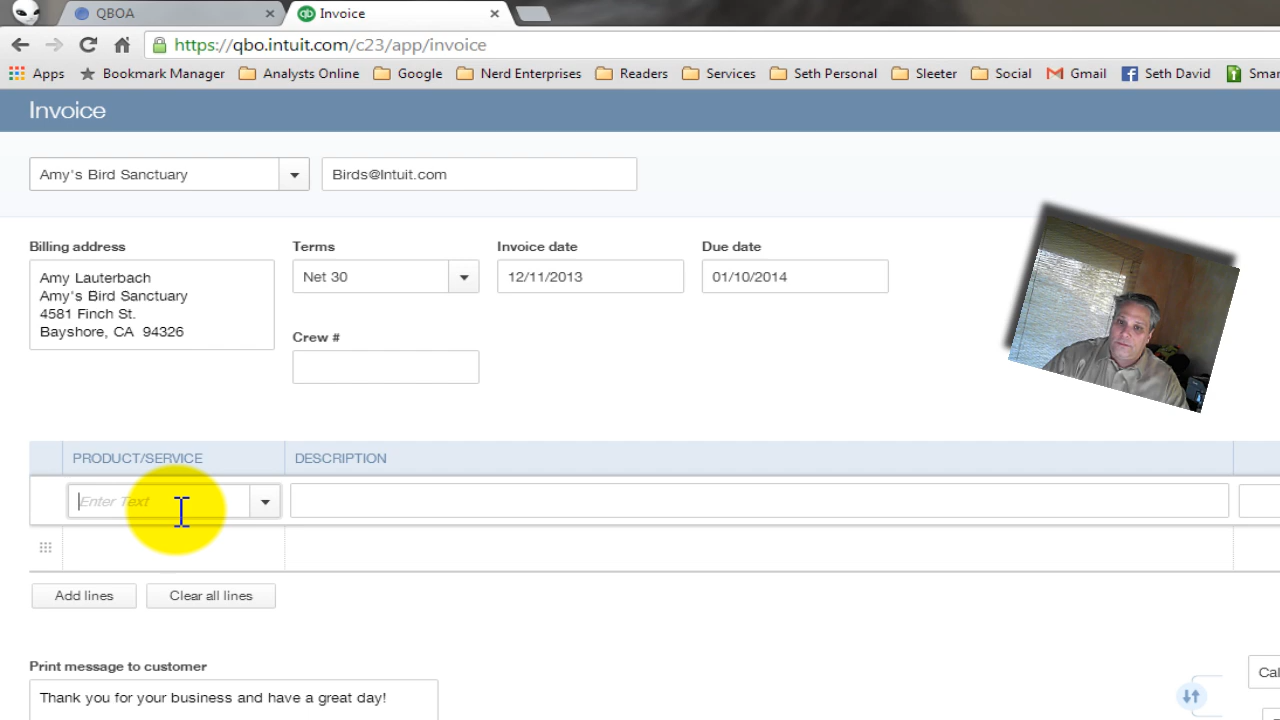 QBOA
Invoice
https://qbo.intuit.com/c23/app/invoice
Apps Bookmark Manager Analysts Online Google Nerd Enterprises Readers Services Seth Personal Sleeter Social Gmail Seth David Smar
Invoice
Amy's Bird Sanctuary Birds@Intuit.com
Billing address Terms Invoice date Due date
Amy Lauterbach Net 30 12/11/2013 01/10/2014
Amy's Bird Sanctuary
4581 Finch St.
Bayshore, CA 94326
Crew #
PRODUCT/SERVICE DESCRIPTION
Enter Text
Add lines Clear all lines
Print message to customer
Thank you for your business and have a great day!
Cal